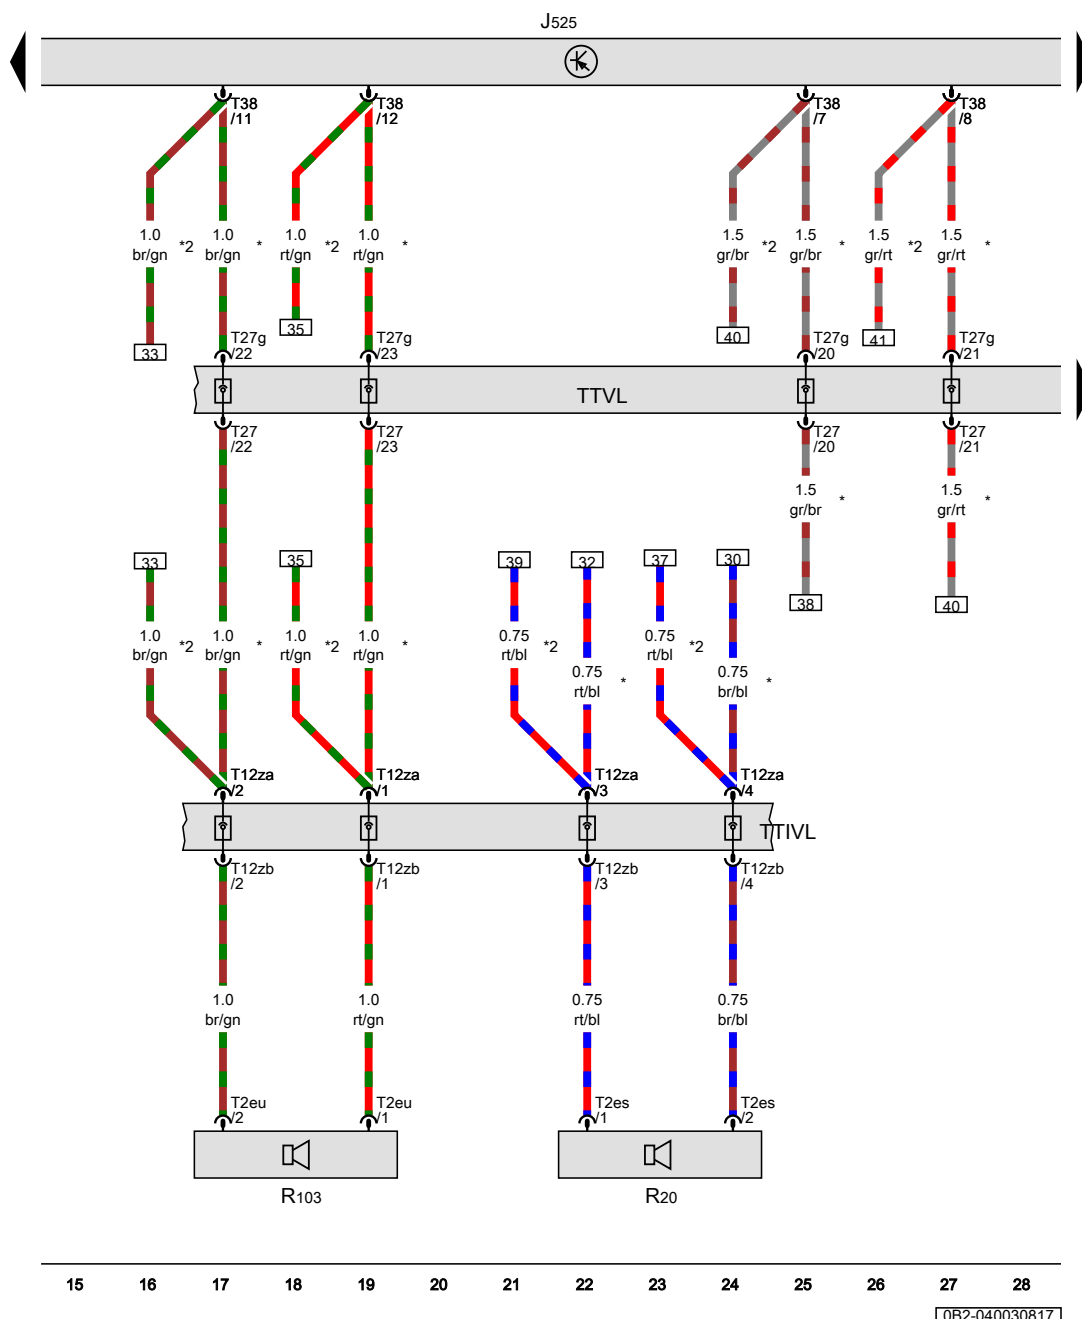 J525
T38 /11
T38 /12
T38 /7
T38 /8
1.0 br/gn *2
1.0 br/gn *
1.0 rt/gn *2
1.0 rt/gn *
1.5 gr/br *2
1.5 gr/br *
1.5 gr/rt *2
1.5 gr/rt *
33
35
40
41
T27g /22
T27g /23
T27g /20
T27g /21
TTVL
T27 /22
T27 /23
T27 /20
T27 /21
1.5 gr/br *
1.5 gr/rt *
33
35
39
32
37
30
38
40
1.0 br/gn *2
1.0 br/gn *
1.0 rt/gn *2
1.0 rt/gn *
0.75 rt/bl *2
0.75 rt/bl *
0.75 rt/bl *2
0.75 br/bl *
T12za /2
T12za /1
T12za /3
T12za /4
TTIVL
T12zb /2
T12zb /1
T12zb /3
T12zb /4
1.0 br/gn
1.0 rt/gn
0.75 rt/bl
0.75 br/bl
T2eu /2
T2eu /1
T2es /1
T2es /2
R103
R20
15 16 17 18 19 20 21 22 23 24 25 26 27 28
0B2-040030817